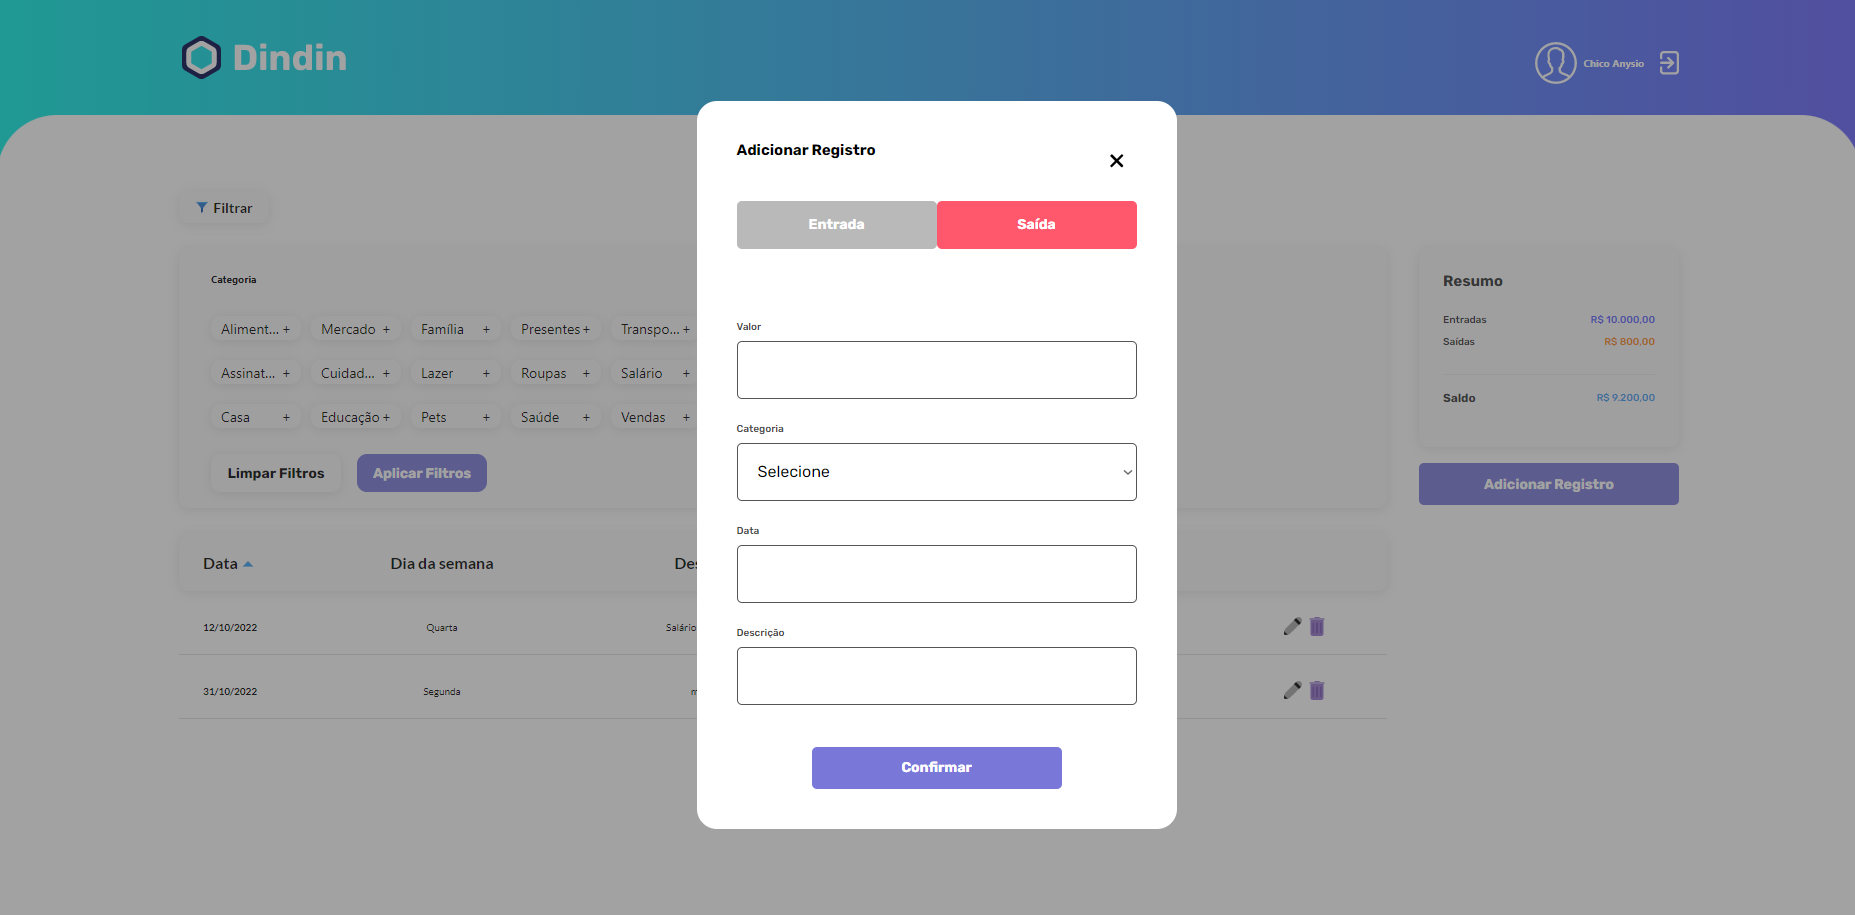 Dindin
Chico Anysio
Adicionar Registro
Entrada
Saída
Valor
Categoria
Selecione
Data
Descrição
Confirmar
Filtrar
Categoria
Aliment... +
Mercado +
Família +
Presentes +
Transpo... +
Assinat... +
Cuidad... +
Lazer +
Roupas +
Salário +
Casa +
Educação +
Pets +
Saúde +
Vendas +
Limpar Filtros
Aplicar Filtros
Resumo
Entradas R$ 10.000,00
Saídas R$ 800,00
Saldo R$ 9.200,00
Adicionar Registro
Data Dia da semana
12/10/2022 Quarta Salário
31/10/2022 Segunda